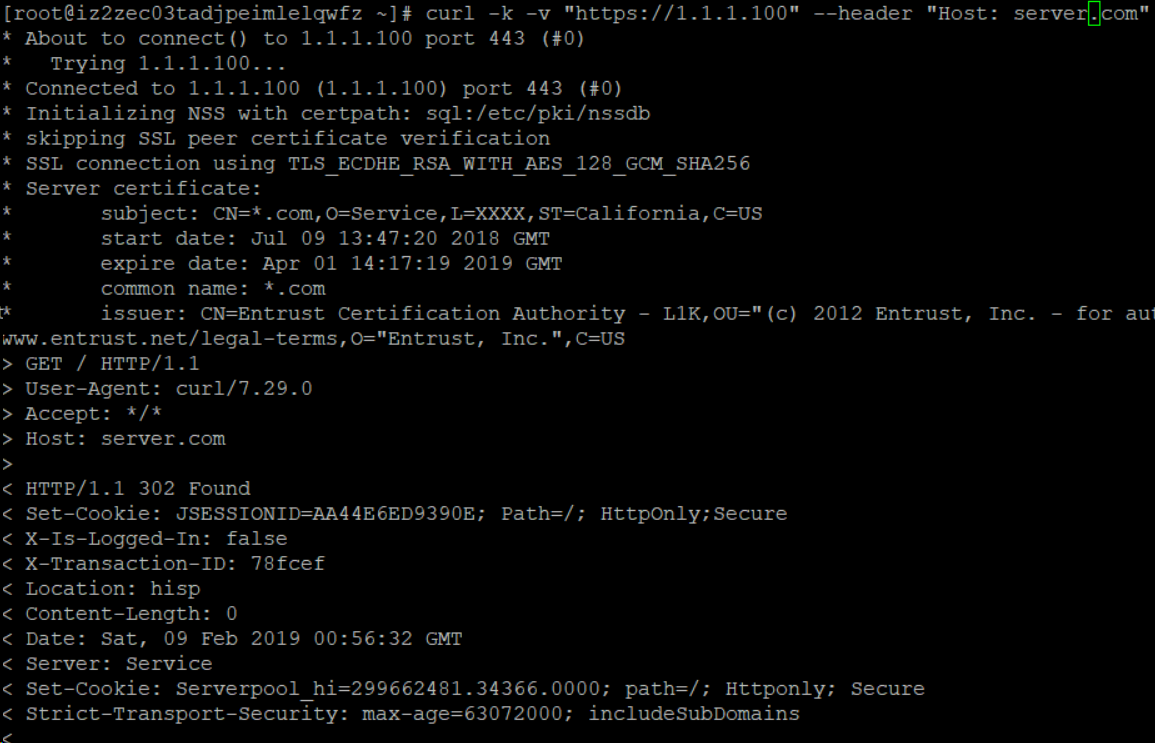 [root@iz2zec03tadjpeimlelqwfz ~]# curl -k -v "https://1.1.1.100" --header "Host: server.com"
* About to connect() to 1.1.1.100 port 443 (#0)
*   Trying 1.1.1.100...
* Connected to 1.1.1.100 (1.1.1.100) port 443 (#0)
* Initializing NSS with certpath: sql:/etc/pki/nssdb
* skipping SSL peer certificate verification
* SSL connection using TLS_ECDHE_RSA_WITH_AES_128_GCM_SHA256
* Server certificate:
*       subject: CN=*.com,O=Service,L=XXXX,ST=California,C=US
*       start date: Jul 09 13:47:20 2018 GMT
*       expire date: Apr 01 14:17:19 2019 GMT
*       common name: *.com
*       issuer: CN=Entrust Certification Authority - L1K,OU="(c) 2012 Entrust, Inc. - for aut
www.entrust.net/legal-terms,O="Entrust, Inc.",C=US
> GET / HTTP/1.1
> User-Agent: curl/7.29.0
> Accept: */*
> Host: server.com
>
< HTTP/1.1 302 Found
< Set-Cookie: JSESSIONID=AA44E6ED9390E; Path=/; HttpOnly;Secure
< X-Is-Logged-In: false
< X-Transaction-ID: 78fcef
< Location: hisp
< Content-Length: 0
< Date: Sat, 09 Feb 2019 00:56:32 GMT
< Server: Service
< Set-Cookie: Serverpool_hi=299662481.34366.0000; path=/; Httponly; Secure
< Strict-Transport-Security: max-age=63072000; includeSubDomains
<